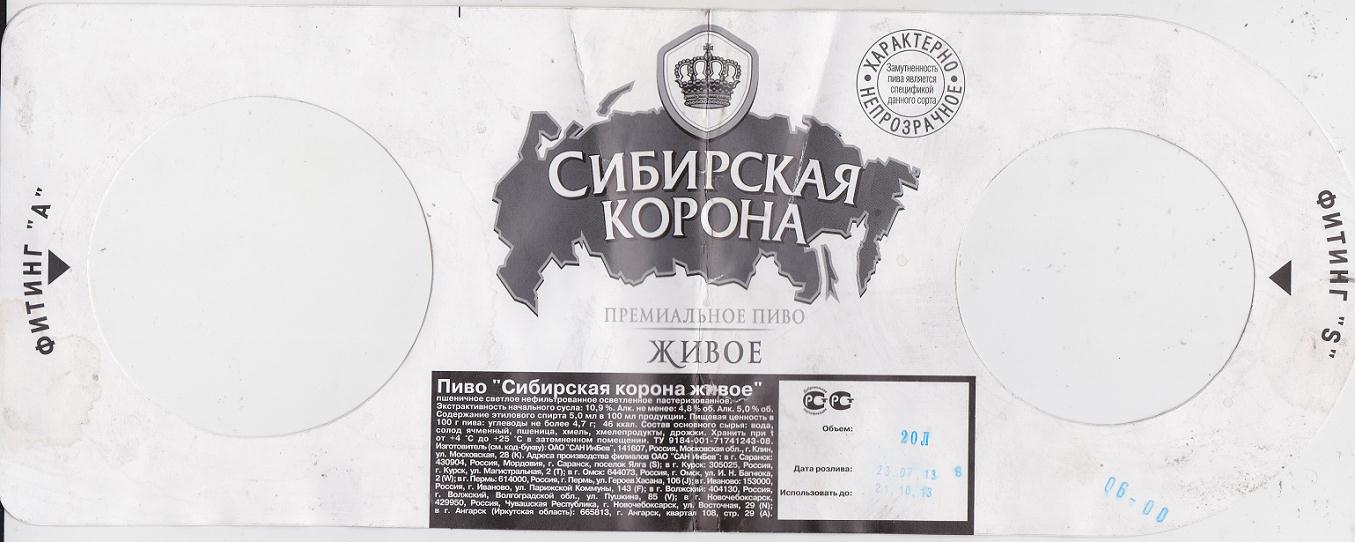 ХАРАКТЕРНО
Замутненность
пива является
спецификой
данного сорта
НЕПРОЗРАЧНОЕ
СИБИРСКАЯ
КОРОНА
ПРЕМИАЛЬНОЕ ПИВО
ЖИВОЕ
ФИТИНГ "А"
ФИТИНГ "S"
Пиво "Сибирская корона живое"
пшеничное светлое нефильтрованное осветленное пастеризованное.
Экстрактивность начального сусла: 10,9 %. Алк. не менее: 4,8 % об. Алк. 5,0 % об.
Содержание этилового спирта 5,0 мл в 100 мл продукции. Пищевая ценность в
100 г пива: углеводы не более 4,7 г; 46 ккал. Состав основного сырья: вода,
солод ячменный, пшеница, хмель, хмелепродукты, дрожжи. Хранить при t
от +4 °С до +25 °С в затемненном помещении. ТУ 9184-001-71741243-08.
Изготовитель (см. код-букву): ОАО "САН ИнБев", 141607, Россия, Московская обл., г. Клин,
ул. Московская, 28 (К). Адреса производства филиалов ОАО "САН ИнБев": в г. Саранск:
430904, Россия, Мордовия, г. Саранск, поселок Ялга (S); в г. Курск: 305025, Россия,
г. Курск, ул. Магистральная, 2 (Т); в г. Омск: 644073, Россия, г. Омск, ул. И. Н. Багнюка,
2 (W); в г. Пермь: 614000, Россия, г. Пермь, ул. Героев Хасана, 106 (J); в г. Иваново: 153000,
Россия, г. Иваново, ул. Парижской Коммуны, 143 (F); в г. Волжский: 404130, Россия,
г. Волжский, Волгоградской обл., ул. Пушкина, 85 (V); в г. Новочебоксарск,
429950, Россия, Чувашская Республика, г. Новочебоксарск, ул. Восточная, 29 (N);
в г. Ангарск (Иркутская область): 665813, г. Ангарск, квартал 108, стр. 29 (А).
РС РС
Объем: 20 Л
Дата розлива: 23.07.13 S
Использовать до: 21.10.13
06-00